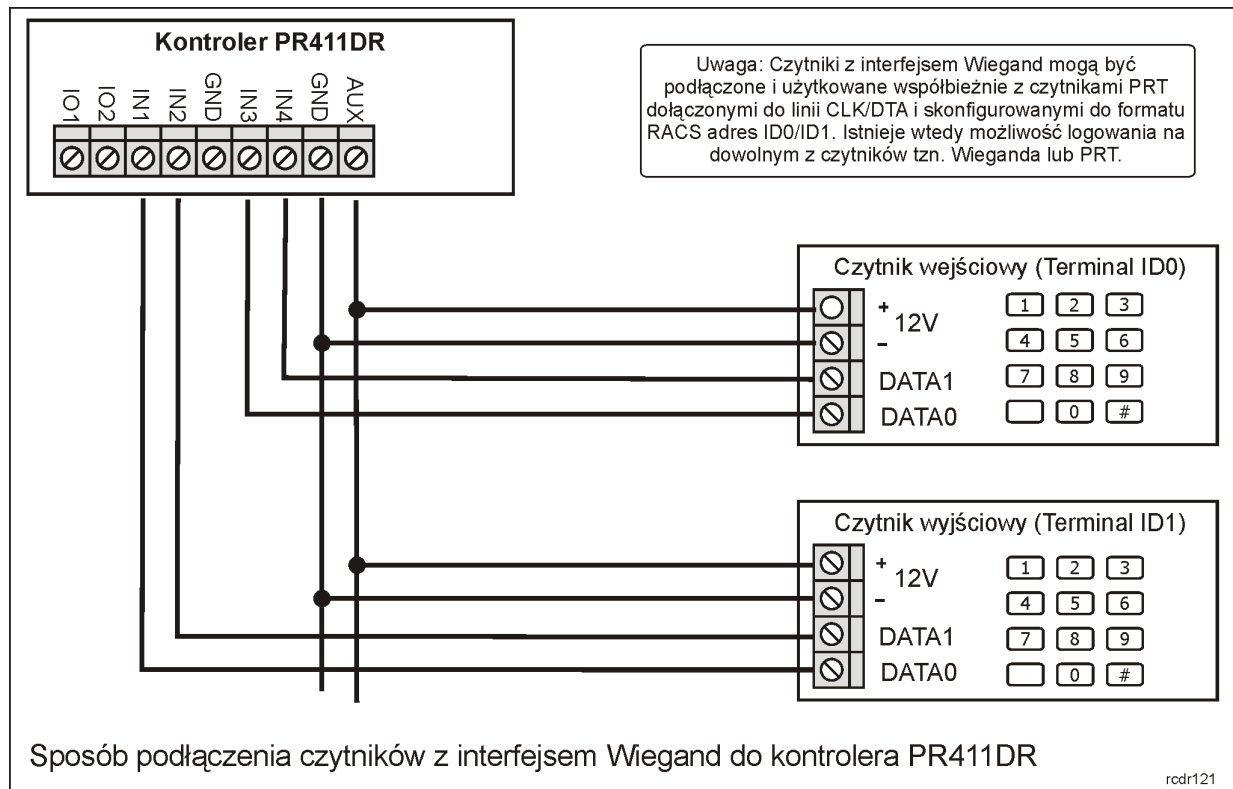 Kontroler PR411DR
IO1 IO2 IN1 IN2 GND IN3 IN4 GND AUX
Uwaga: Czytniki z interfejsem Wiegand mogą być
podłączone i użytkowane współbieżnie z czytnikami PRT
dołączonymi do linii CLK/DTA i skonfigurowanymi do formatu
RACS adres ID0/ID1. Istnieje wtedy możliwość logowania na
dowolnym z czytników tzn. Wieganda lub PRT.
Czytnik wejściowy (Terminal ID0)
+
12V
-
DATA1
DATA0
1 2 3
4 5 6
7 8 9
0 #
Czytnik wyjściowy (Terminal ID1)
+
12V
-
DATA1
DATA0
1 2 3
4 5 6
7 8 9
0 #
Sposób podłączenia czytników z interfejsem Wiegand do kontrolera PR411DR
rcdr121